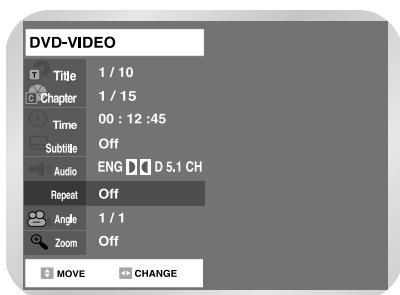 DVD-VIDEO
T Title 1 / 10
C Chapter 1 / 15
Time 00 : 12 :45
Subtitle Off
Audio ENG D 5.1 CH
Repeat Off
Angle 1 / 1
Zoom Off
MOVE CHANGE